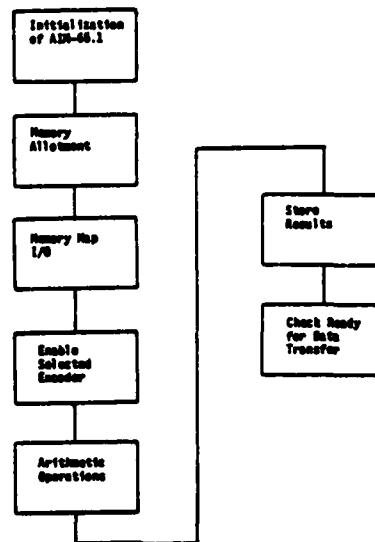 Initialization
of AIM-65.1
Memory
Allotment
Memory Map
I/O
Enable
Selected
Encoder
Arithmetic
Operations
Store
Results
Check Ready
for Data
Transfer